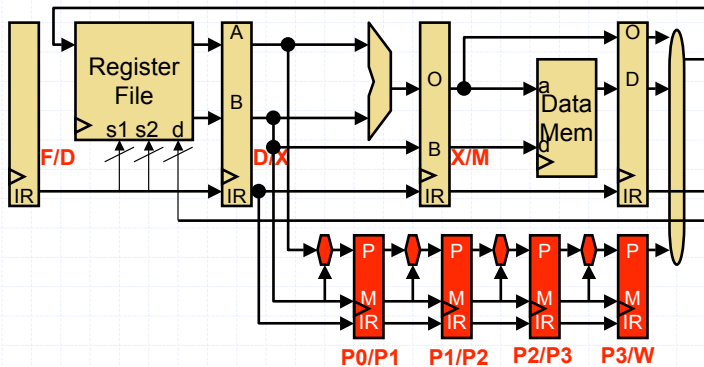 A
O
O
Register
File
B
D
a
Data
Mem
s1 s2 d
B
d
F/D
D/X
X/M
IR
IR
IR
IR
P
P
P
P
M
M
M
M
IR
IR
IR
IR
P0/P1
P1/P2
P2/P3
P3/W